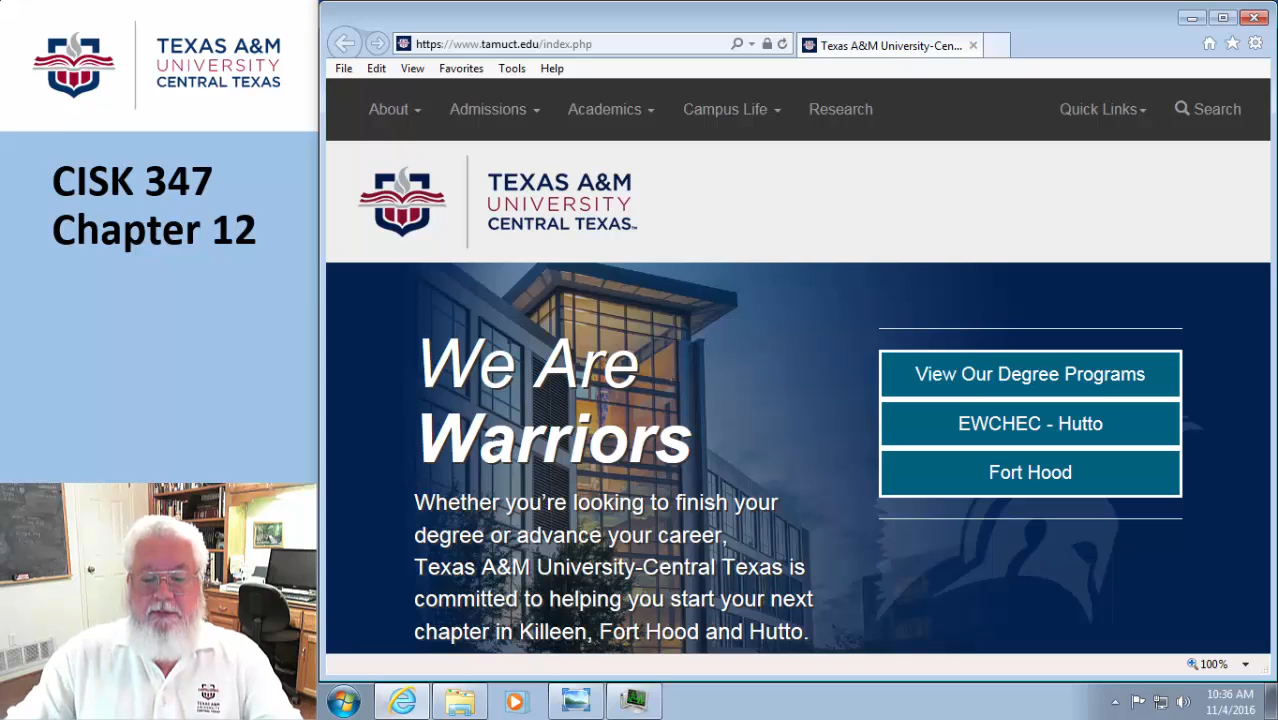 TEXAS A&M
UNIVERSITY
CENTRAL TEXAS
CISK 347
Chapter 12
https://www.tamuct.edu/index.php
Texas A&M University-Cen...
File Edit View Favorites Tools Help
About Admissions Academics Campus Life Research Quick Links Search
TEXAS A&M
UNIVERSITY
CENTRAL TEXAS™
We Are
Warriors
Whether you're looking to finish your
degree or advance your career,
Texas A&M University-Central Texas is
committed to helping you start your next
chapter in Killeen, Fort Hood and Hutto.
View Our Degree Programs
EWCHEC - Hutto
Fort Hood
100%
10:36 AM
11/4/2016